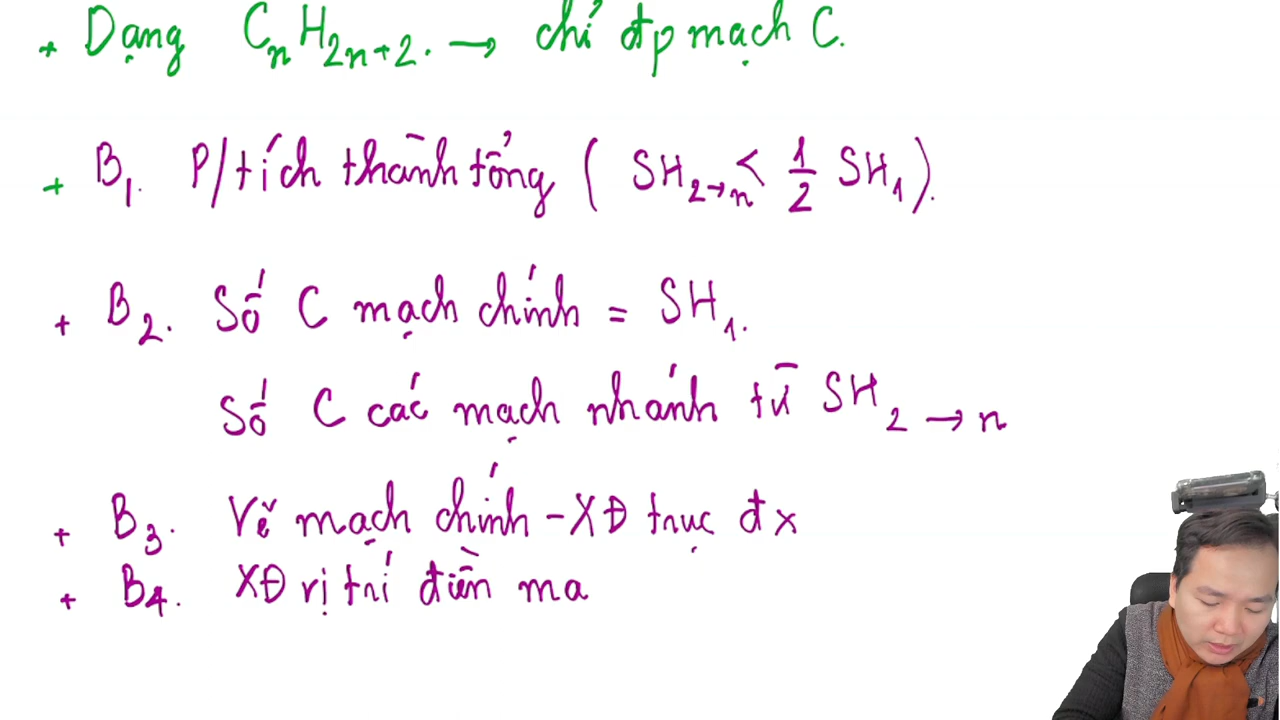 + Dạng CnH2n+2. → chỉ đp mạch C.
+ B1. P/tích thành tổng ( SH2→n < 1/2 SH1 ).
+ B2. Số C mạch chính = SH1.
Số C các mạch nhánh từ SH2→n
+ B3. Vẽ mạch chính - XĐ trục đx
+ B4. XĐ vị trí điền ma